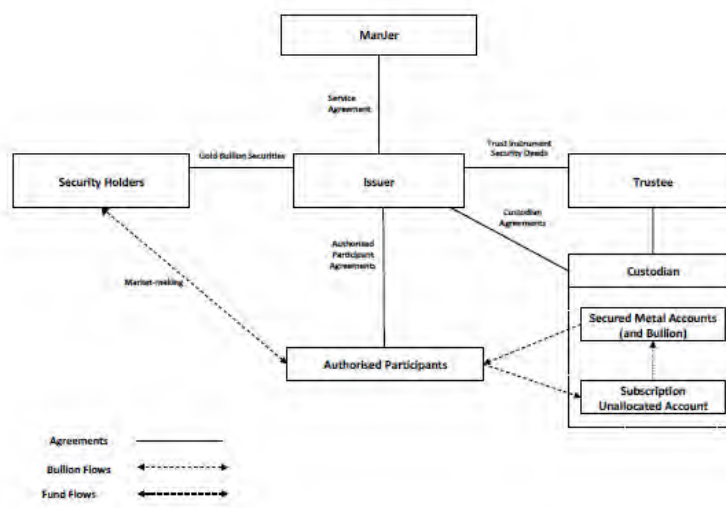 ManJer
Service
Agreement
Gold Bullion Securities
Trust Instrument
Security Deeds
Security Holders
Issuer
Trustee
Custodian
Agreements
Authorised
Participant
Agreements
Custodian
Market-making
Secured Metal Accounts
(and Bullion)
Authorised Participants
Subscription
Unallocated Account
Agreements
Bullion Flows
Fund Flows